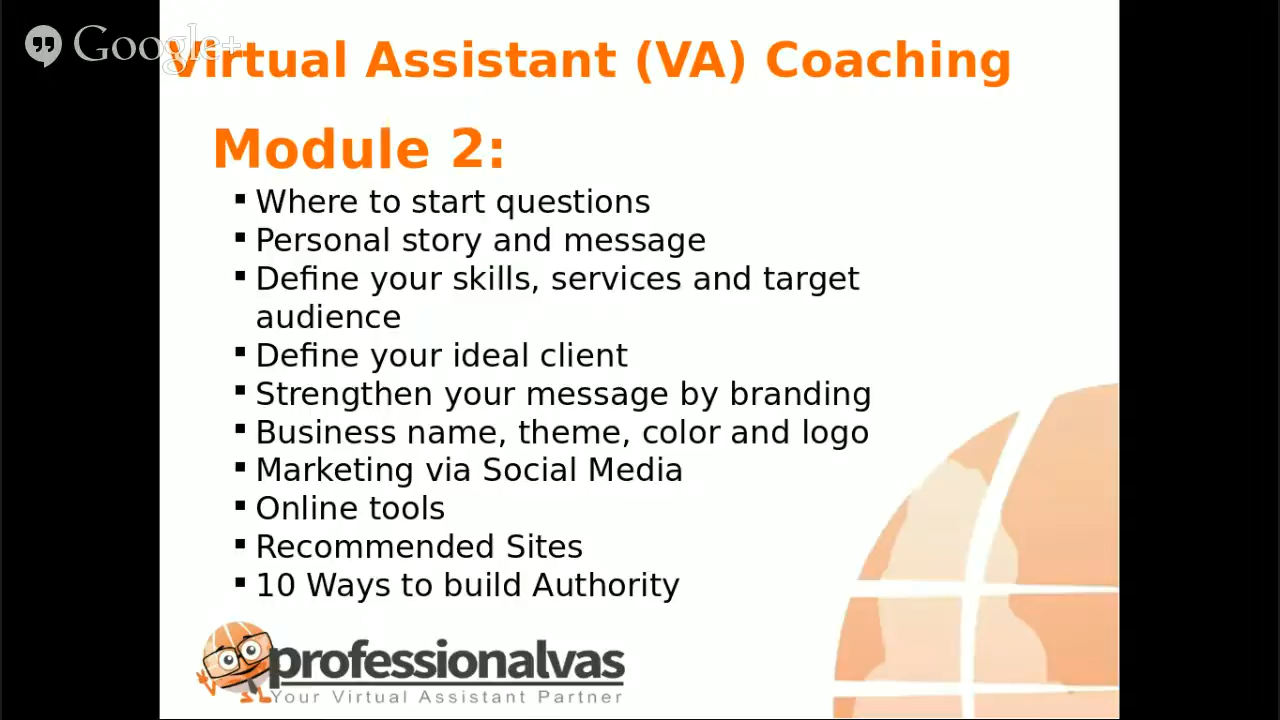 Google+
Virtual Assistant (VA) Coaching
Module 2:
Where to start questions
Personal story and message
Define your skills, services and target
audience
Define your ideal client
Strengthen your message by branding
Business name, theme, color and logo
Marketing via Social Media
Online tools
Recommended Sites
10 Ways to build Authority
professionalvas
Your Virtual Assistant Partner